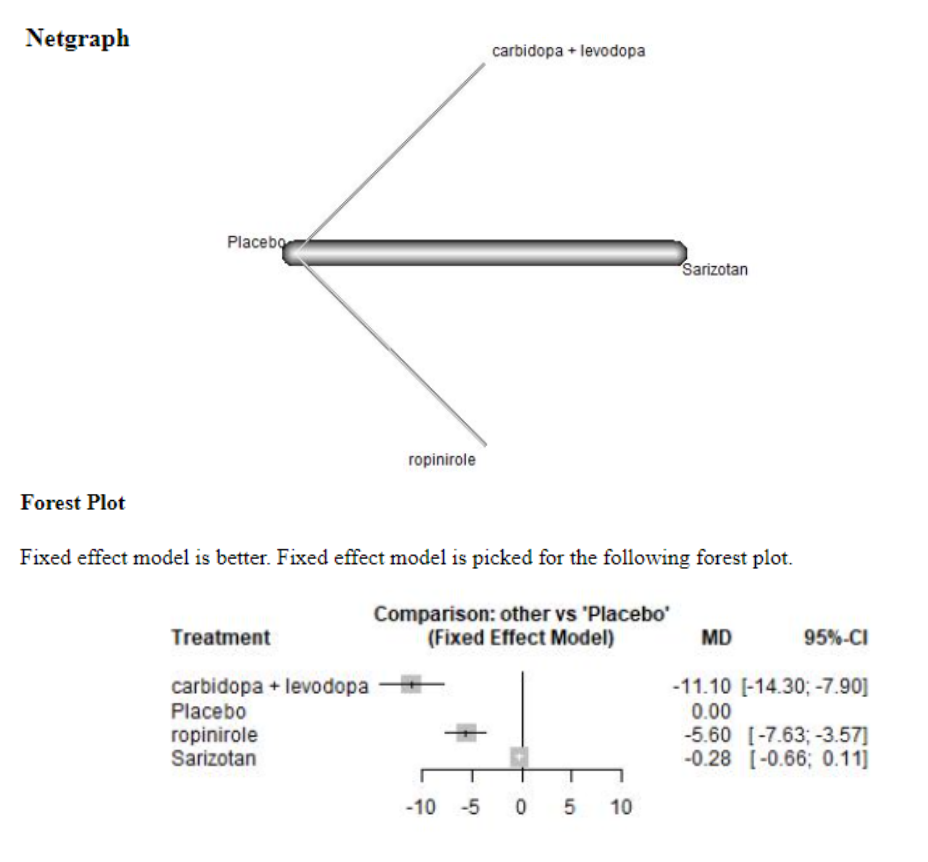 Netgraph
carbidopa + levodopa
Placebo
Sarizotan
ropinirole
Forest Plot
Fixed effect model is better. Fixed effect model is picked for the following forest plot.
Comparison: other vs 'Placebo'
Treatment (Fixed Effect Model) MD 95%-CI
carbidopa + levodopa -11.10 [-14.30; -7.90]
Placebo 0.00
ropinirole -5.60 [-7.63; -3.57]
Sarizotan -0.28 [-0.66; 0.11]
-10 -5 0 5 10